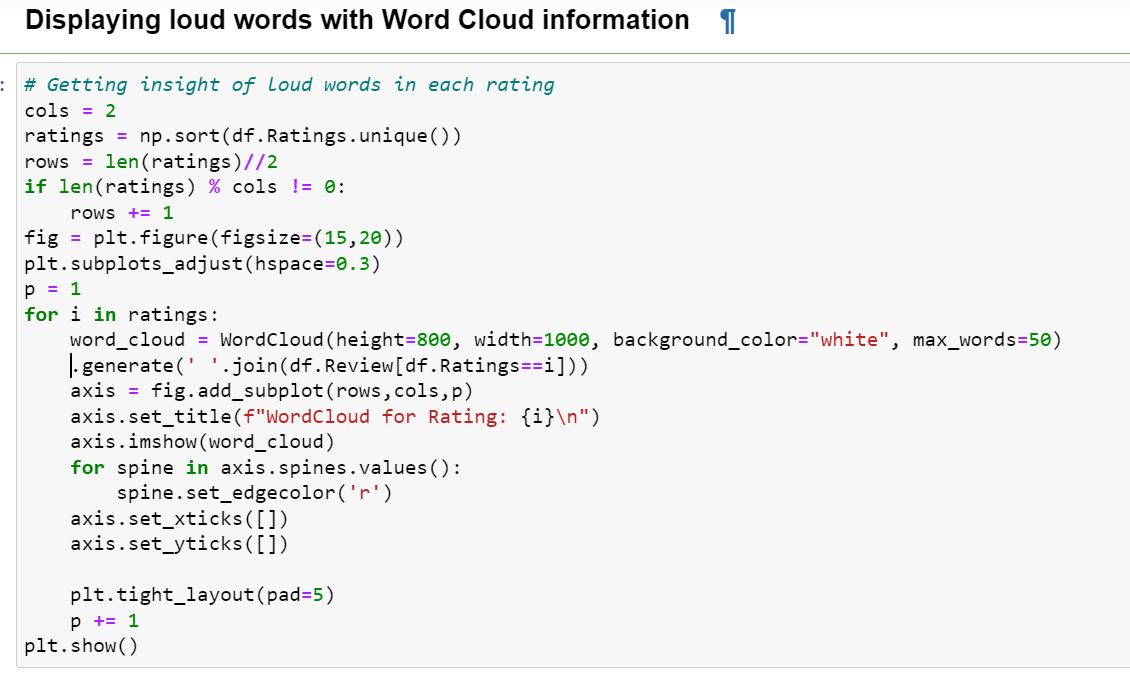 Displaying loud words with Word Cloud information ¶
: # Getting insight of loud words in each rating
cols = 2
ratings = np.sort(df.Ratings.unique())
rows = len(ratings)//2
if len(ratings) % cols != 0:
    rows += 1
fig = plt.figure(figsize=(15,20))
plt.subplots_adjust(hspace=0.3)
p = 1
for i in ratings:
    word_cloud = WordCloud(height=800, width=1000, background_color="white", max_words=50)
    .generate(' '.join(df.Review[df.Ratings==i]))
    axis = fig.add_subplot(rows,cols,p)
    axis.set_title(f"WordCloud for Rating: {i}\n")
    axis.imshow(word_cloud)
    for spine in axis.spines.values():
        spine.set_edgecolor('r')
    axis.set_xticks([])
    axis.set_yticks([])

    plt.tight_layout(pad=5)
    p += 1
plt.show()